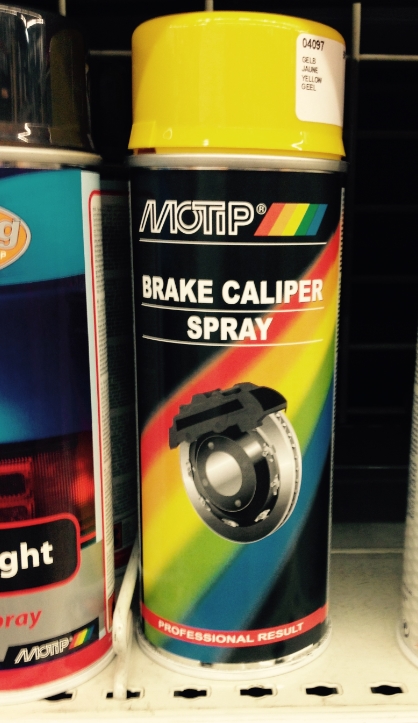 04097
GELB
JAUNE
YELLOW
GEEL
MOTIP®
BRAKE CALIPER
SPRAY
PROFESSIONAL RESULT
g
P
ght
pray
MOTIP